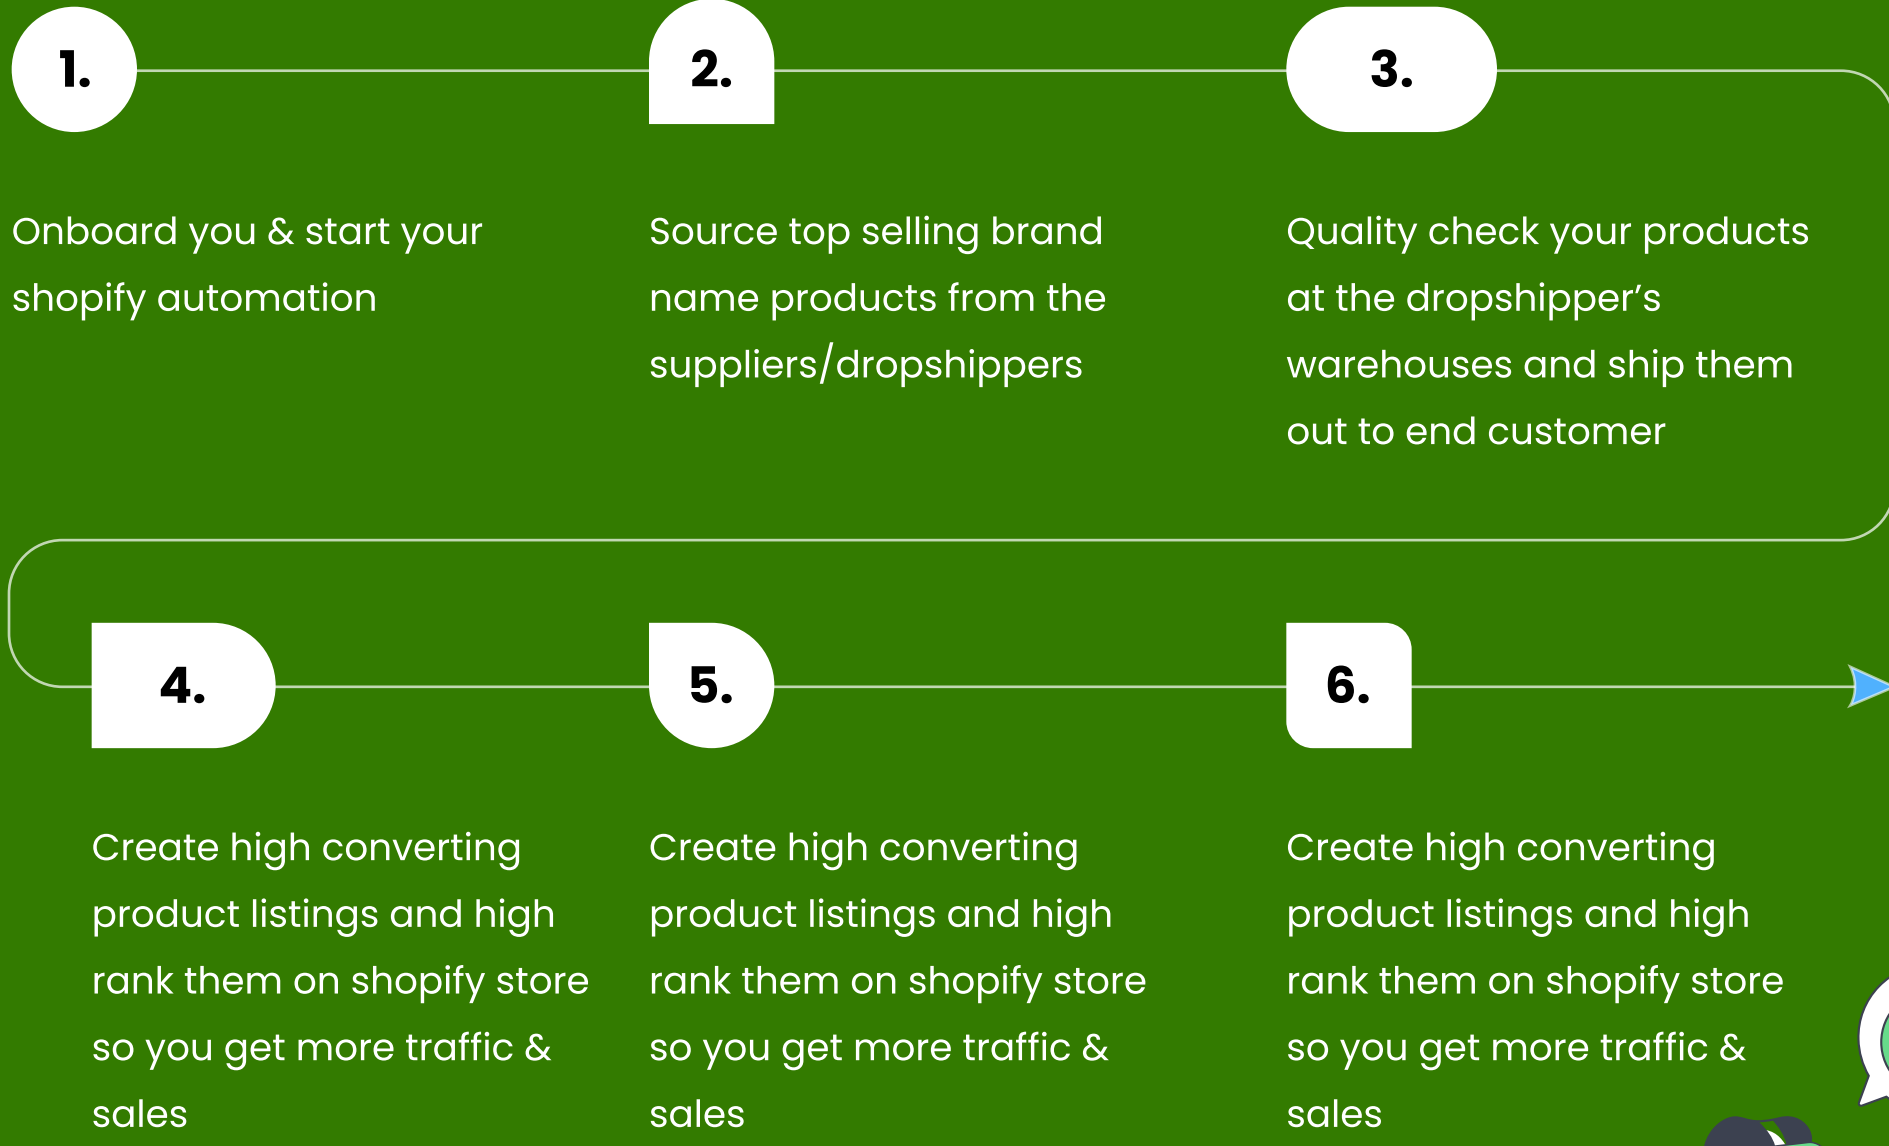 1.
2.
3.
Onboard you & start your
shopify automation
Source top selling brand
name products from the
suppliers/dropshippers
Quality check your products
at the dropshipper’s
warehouses and ship them
out to end customer
4.
5.
6.
Create high converting
product listings and high
rank them on shopify store
so you get more traffic &
sales
Create high converting
product listings and high
rank them on shopify store
so you get more traffic &
sales
Create high converting
product listings and high
rank them on shopify store
so you get more traffic &
sales